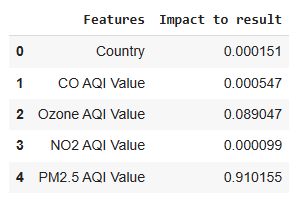 Features Impact to result
0 Country 0.000151
1 CO AQI Value 0.000547
2 Ozone AQI Value 0.089047
3 NO2 AQI Value 0.000099
4 PM2.5 AQI Value 0.910155